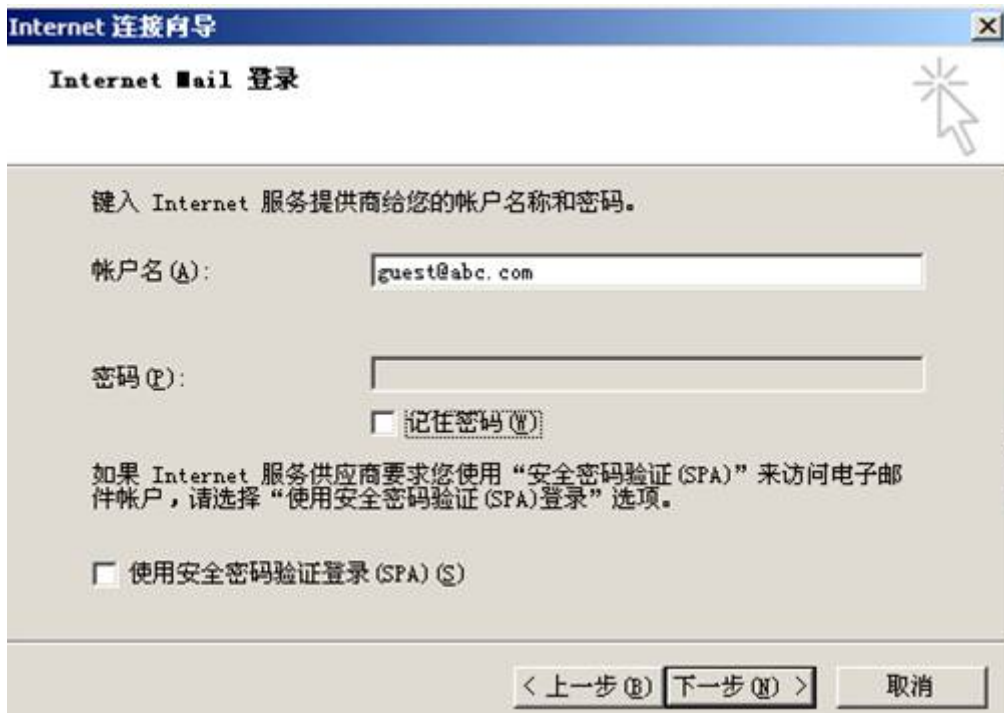 Internet 连接向导
Internet Mail 登录
键入 Internet 服务提供商给您的帐户名称和密码。
帐户名(A):
guest@abc.com
密码(P):
记住密码(W)
如果 Internet 服务供应商要求您使用“安全密码验证(SPA)”来访问电子邮
件帐户,请选择“使用安全密码验证(SPA)登录”选项。
使用安全密码验证登录(SPA)(S)
< 上一步(B) 下一步(N) > 取消